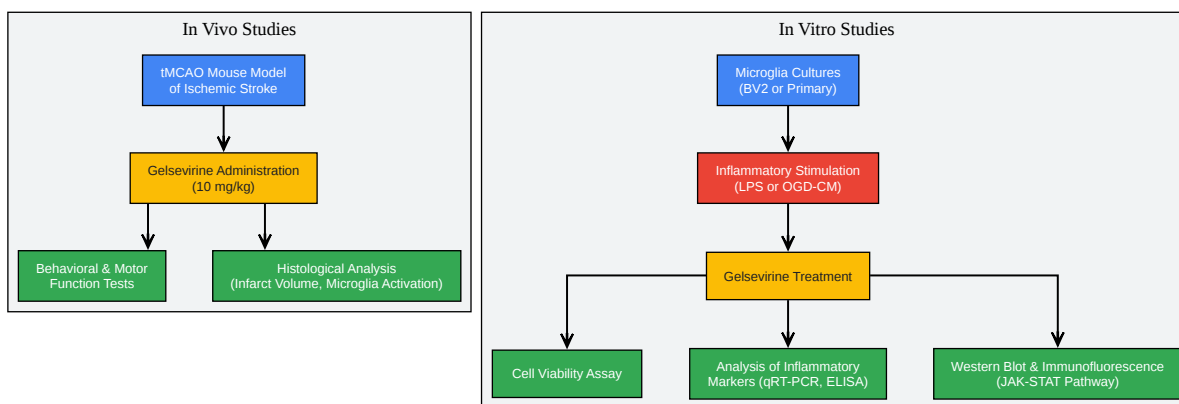 In Vivo Studies
tMCAO Mouse Model
of Ischemic Stroke
Gelsevirine Administration
(10 mg/kg)
Behavioral & Motor
Function Tests
Histological Analysis
(Infarct Volume, Microglia Activation)
In Vitro Studies
Microglia Cultures
(BV2 or Primary)
Inflammatory Stimulation
(LPS or OGD-CM)
Gelsevirine Treatment
Cell Viability Assay
Analysis of Inflammatory
Markers (qRT-PCR, ELISA)
Western Blot & Immunofluorescence
(JAK-STAT Pathway)